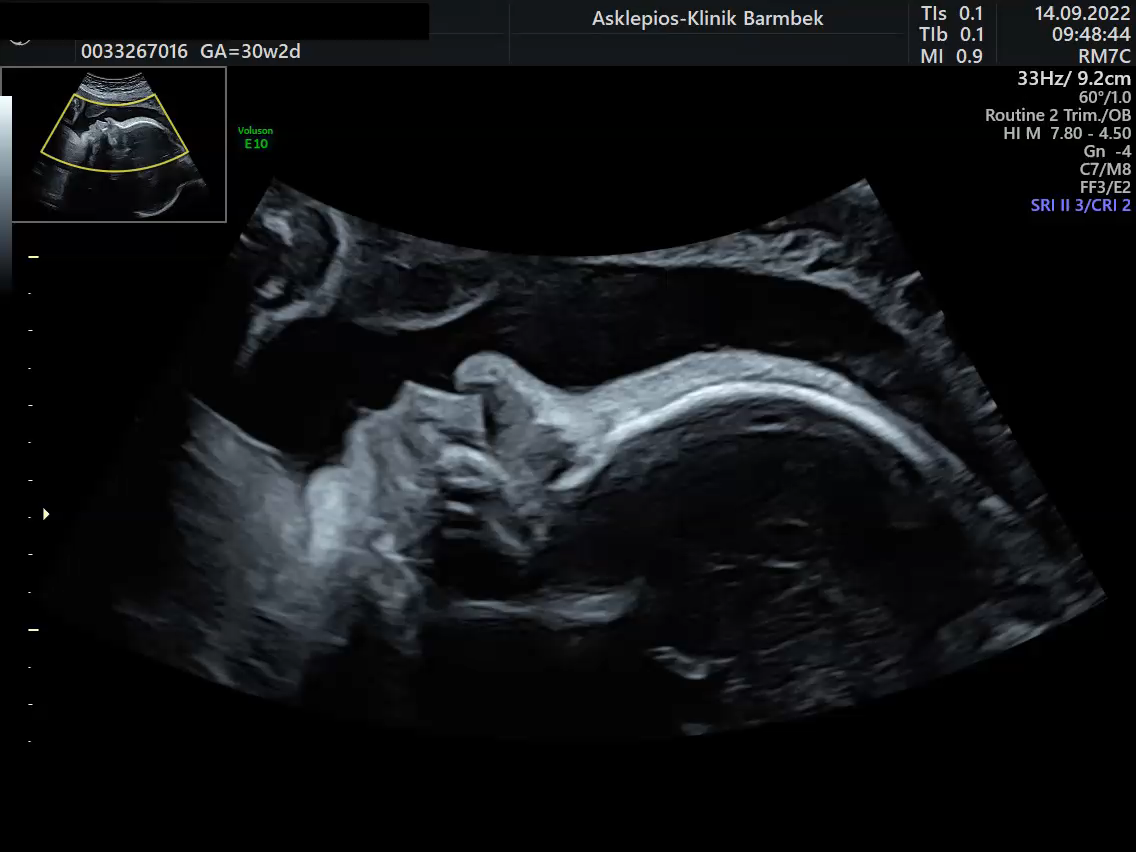 Asklepios-Klinik Barmbek
TIs 0.1
14.09.2022
TIb 0.1
09:48:44
0033267016 GA=30w2d
MI 0.9
RM7C
33Hz/ 9.2cm
60°/1.0
Routine 2 Trim./OB
HI M 7.80 - 4.50
Gn -4
C7/M8
FF3/E2
SRI II 3/CRI 2
Voluson
E10